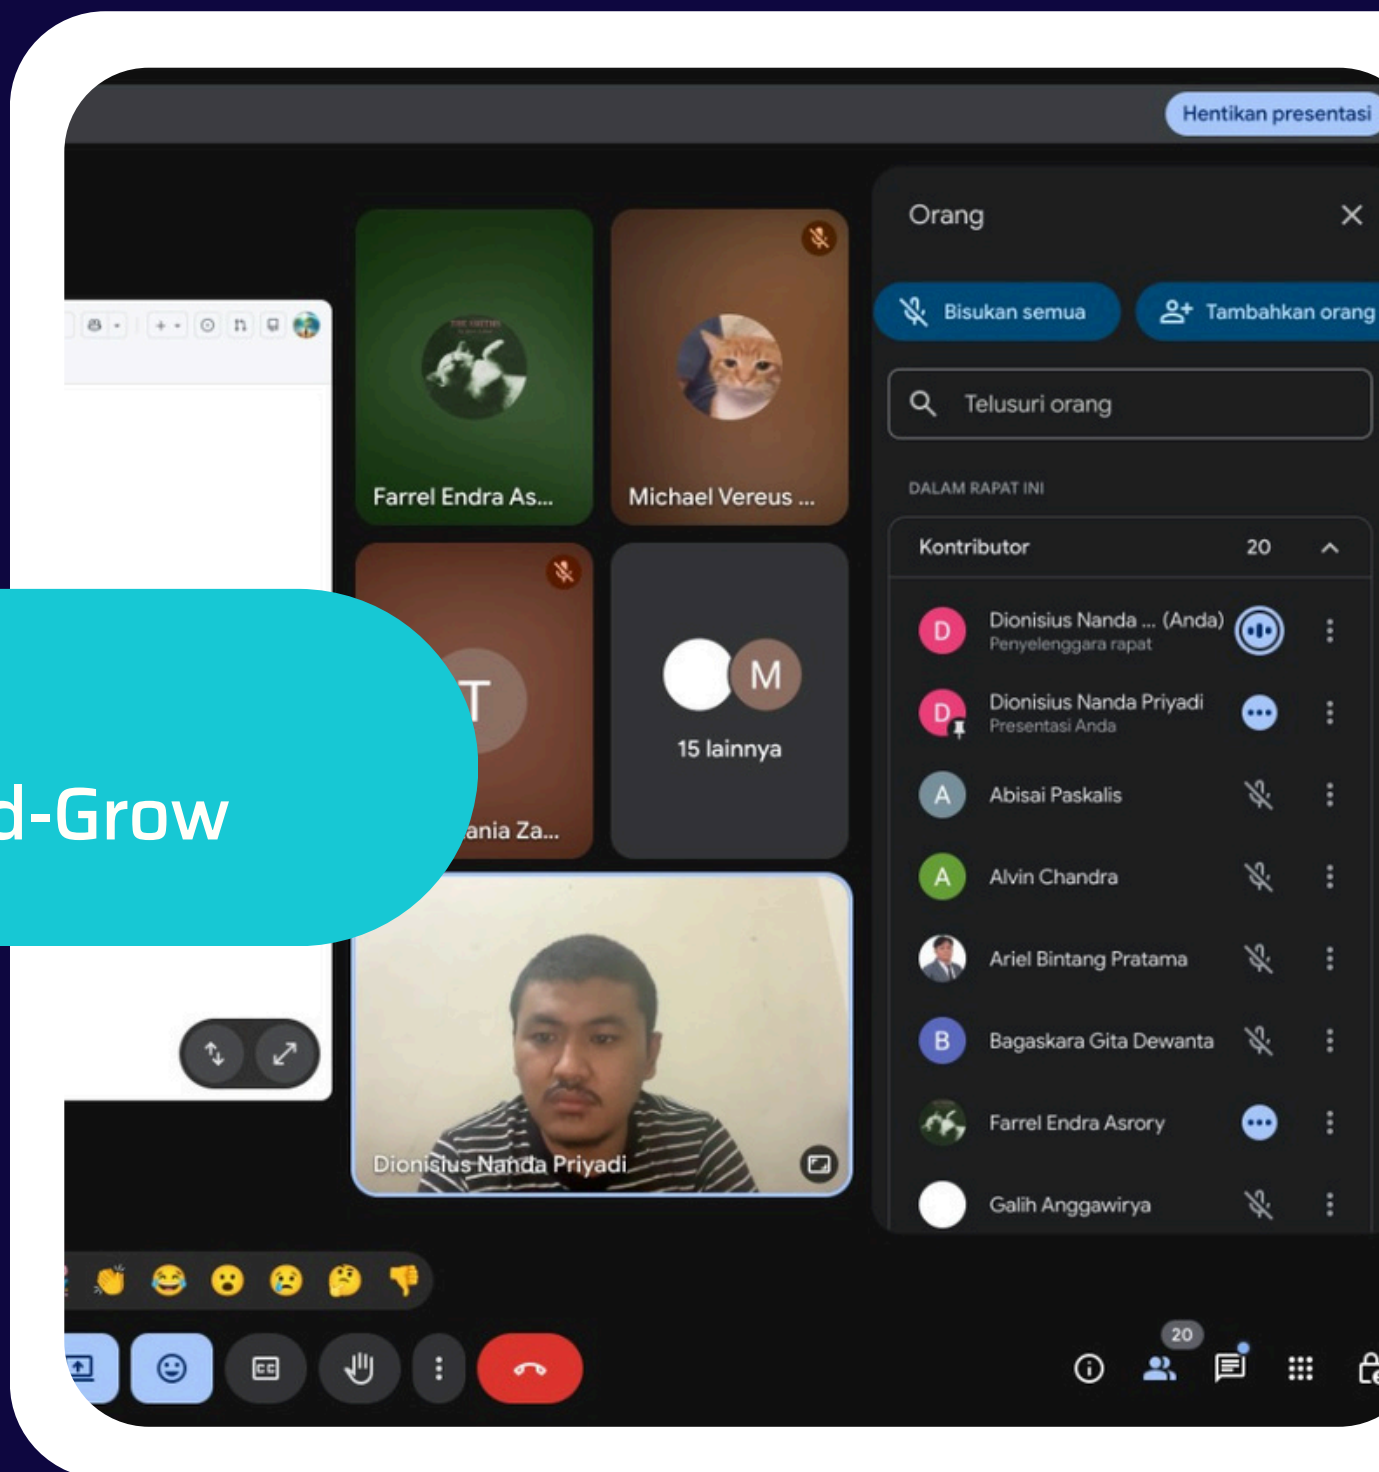 Hentikan presentasi
Orang
Bisukan semua
Tambahkan orang
Telusuri orang
DALAM RAPAT INI
Kontributor 20
Dionisius Nanda ... (Anda)
Penyelenggara rapat
D
Dionisius Nanda Priyadi
Presentasi Anda
D
A Abisai Paskalis
A Alvin Chandra
Ariel Bintang Pratama
B Bagaskara Gita Dewanta
Farrel Endra Asrory
Galih Anggawirya
Farrel Endra As...
Michael Vereus ...
T
ania Za...
M
15 lainnya
d-Grow
Dionisius Nanda Priyadi
CC
20